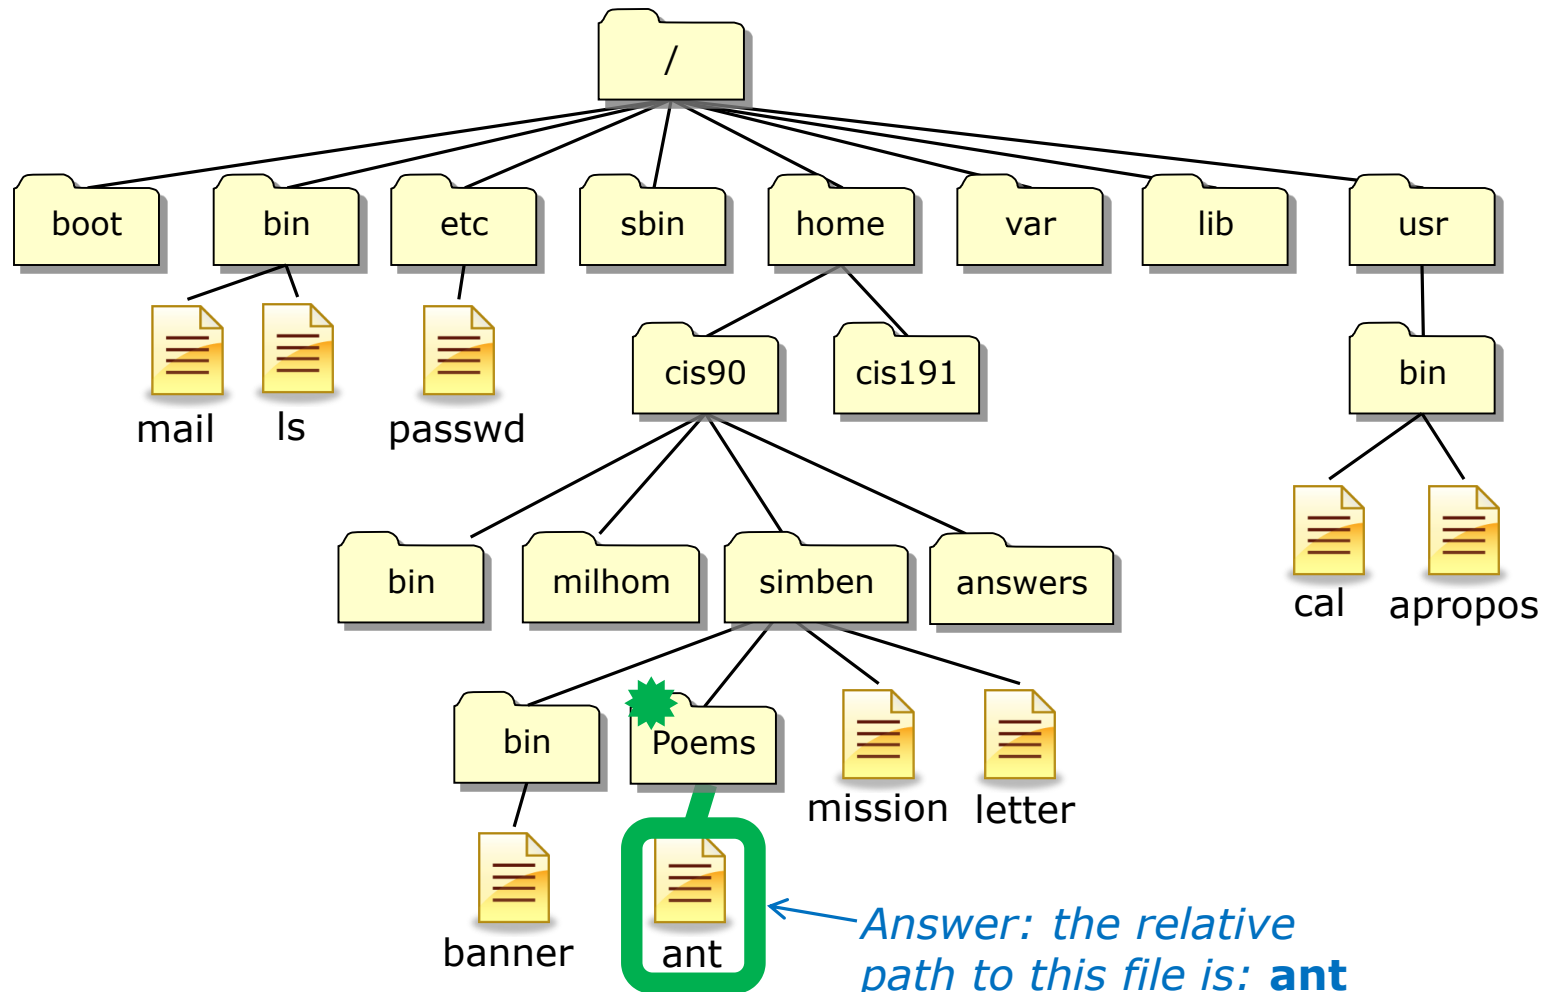 /
boot
bin
etc
sbin
home
var
lib
usr
mail
ls
passwd
cis90
cis191
bin
cal
apropos
bin
milhom
simben
answers
bin
Poems
mission
letter
banner
ant
Answer: the relative
path to this file is: ant